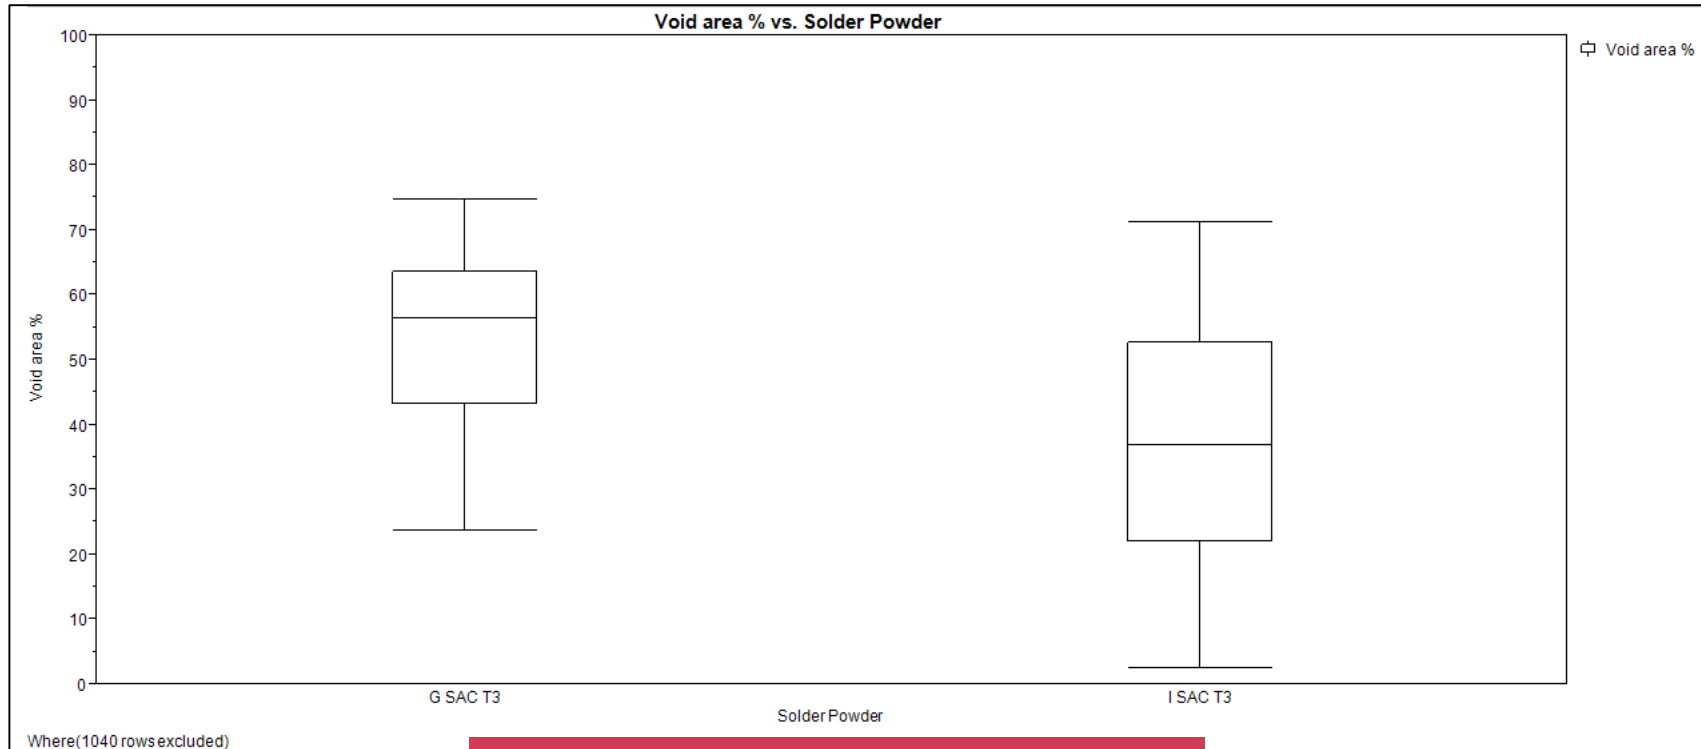 Void area % vs. Solder Powder
100
90
80
70
60
50
40
30
20
10
0
Void area %
G SAC T3
I SAC T3
Solder Powder
Void area %
Where(1040 rows excluded)